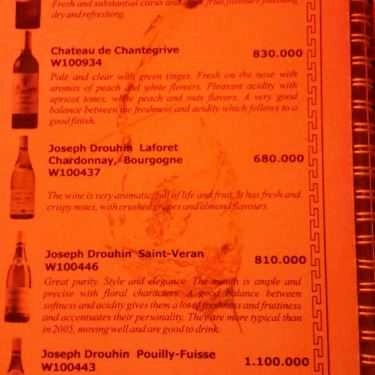 Fresh and substantial citrus and
dry and refreshing.
Chateau de Chantegrive
W100934
830.000
Pale and clear with green tinges. Fresh on the nose with
aromas of peach and white flowers. Pleasant acidity with
apricot tones, white peach and nuts flavors. A very good
balance between the freshness and acidity which follows to a
good finish.
Joseph Drouhin Laforet
Chardonnay, Bourgogne
W100437
680.000
The wine is very aromatic, full of life and fruit. It has fresh and
crispy notes, with crushed grapes and almond flavours.
Joseph Drouhin Saint-Veran
W100446
810.000
Great purity. Style and elegance. The mouth is ample and
precise with floral characters. A good balance between
softness and acidity gives them a lot of freshness and fruitiness
and accentuates their personality. They are more typical than
in 2005, moving well and are good to drink.
Joseph Drouhin Pouilly-Fuisse
W100443
1.100.000